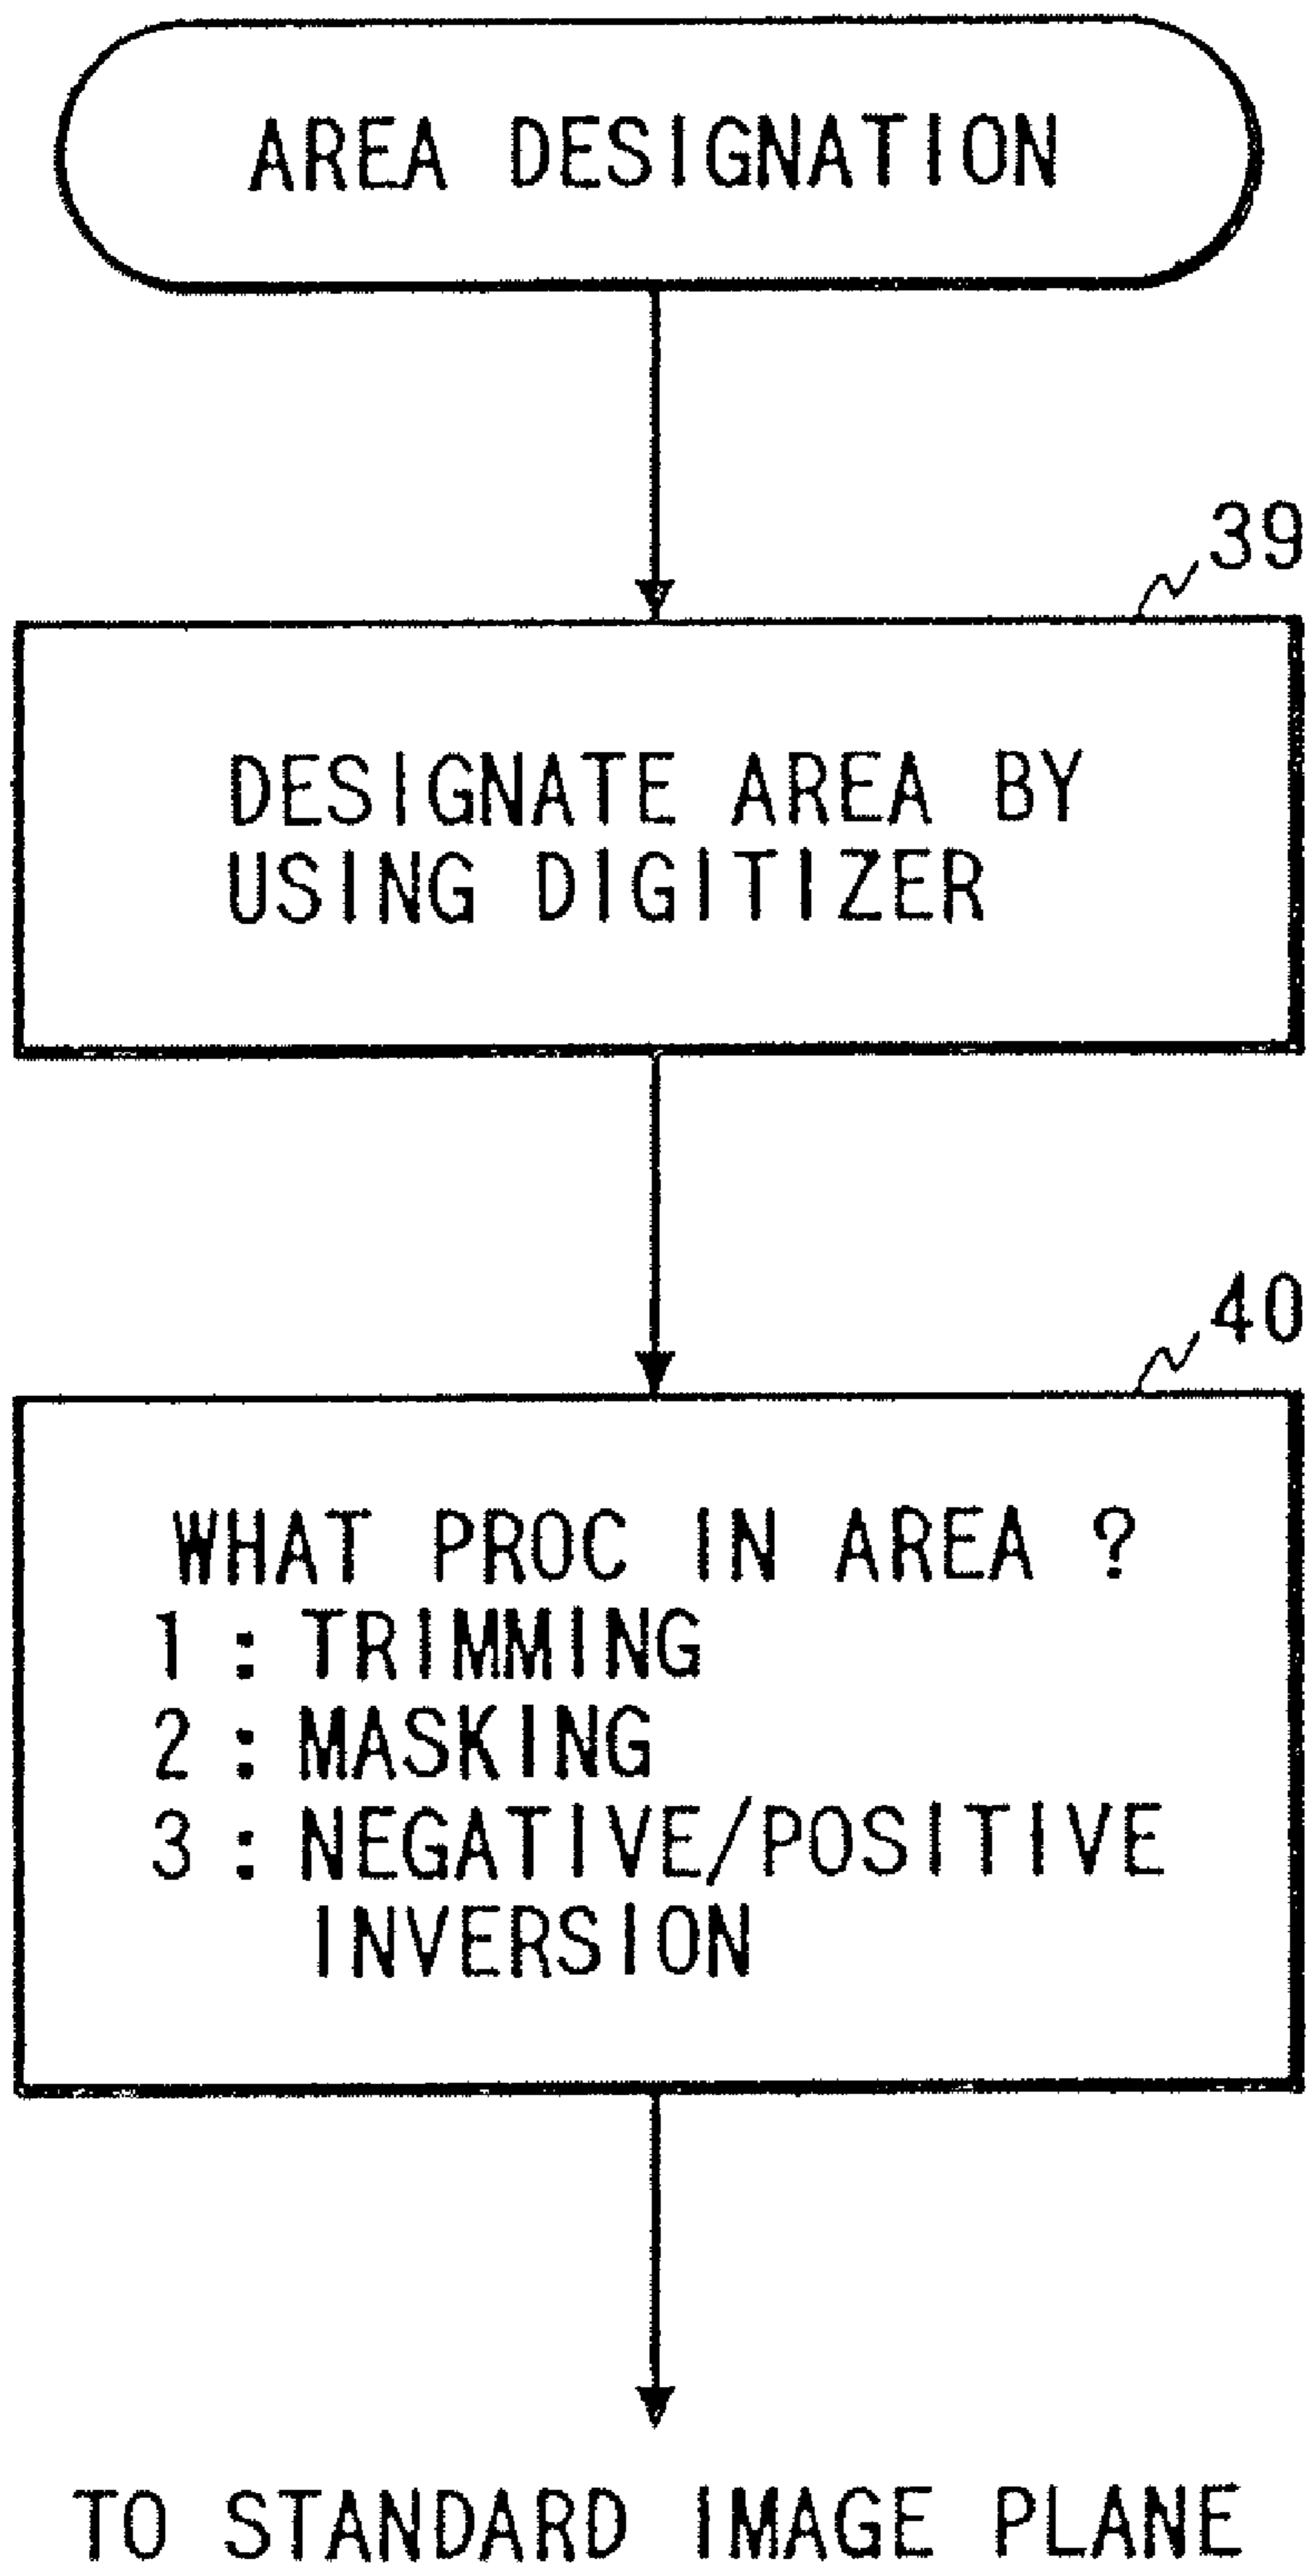 AREA DESIGNATION
39
DESIGNATE AREA BY
USING DIGITIZER
40
WHAT PROC IN AREA ?
1 : TRIMMING
2 : MASKING
3 : NEGATIVE/POSITIVE
INVERSION
TO STANDARD IMAGE PLANE